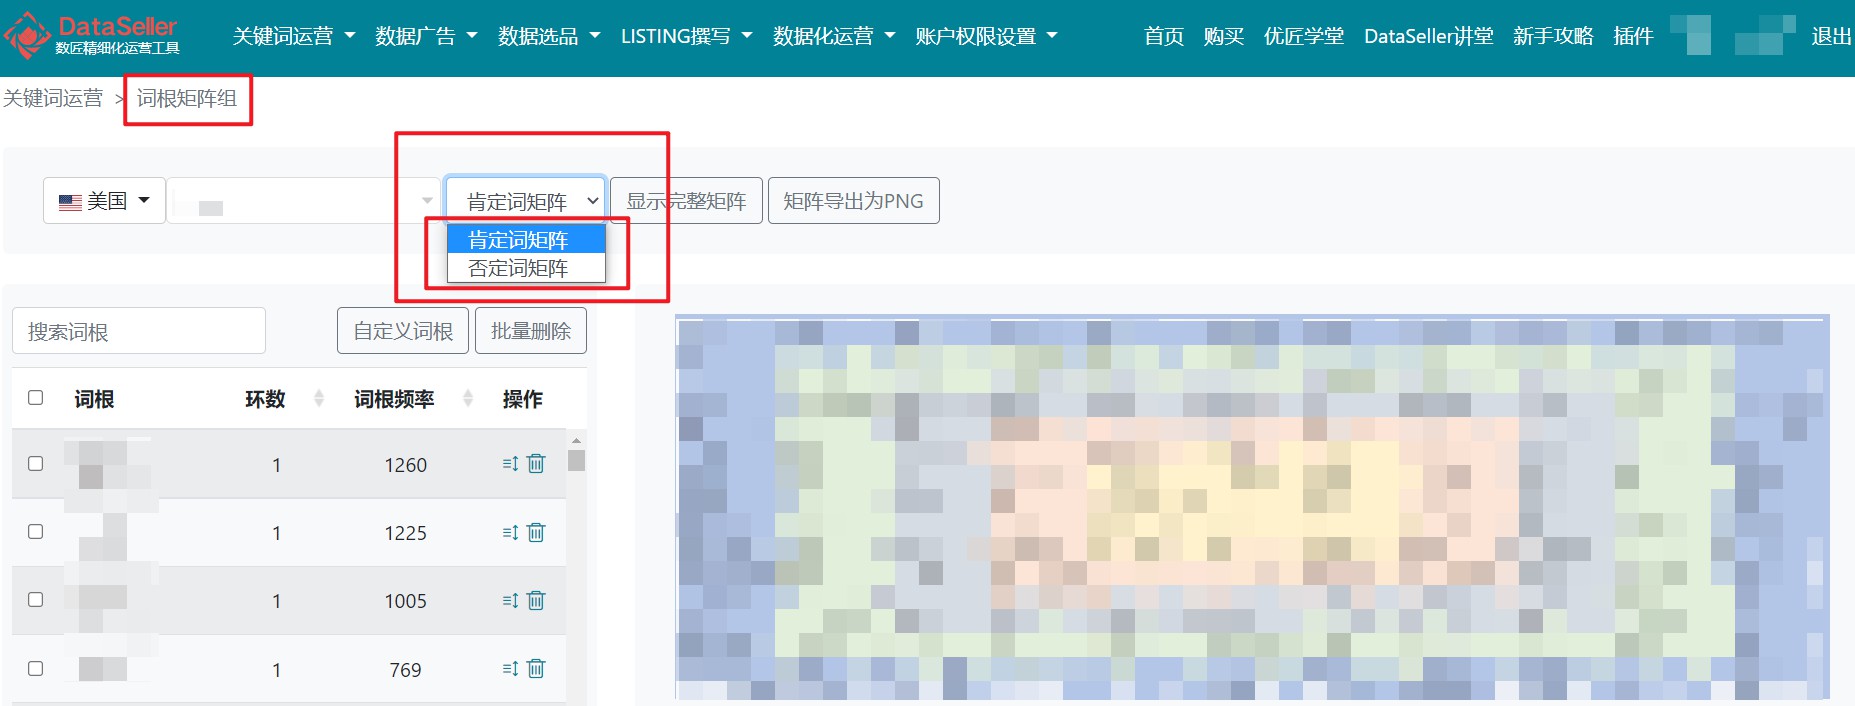 DataSeller
数匠精细化运营工具
关键词运营 数据广告 数据选品 LISTING撰写 数据化运营 账户权限设置 首页 购买 优匠学堂 DataSeller讲堂 新手攻略 插件 退出
关键词运营 > 词根矩阵组
美国 肯定词矩阵 显示完整矩阵 矩阵导出为PNG
肯定词矩阵
否定词矩阵
搜索词根 自定义词根 批量删除
词根 环数 词根频率 操作
1 1260
1 1225
1 1005
1 769